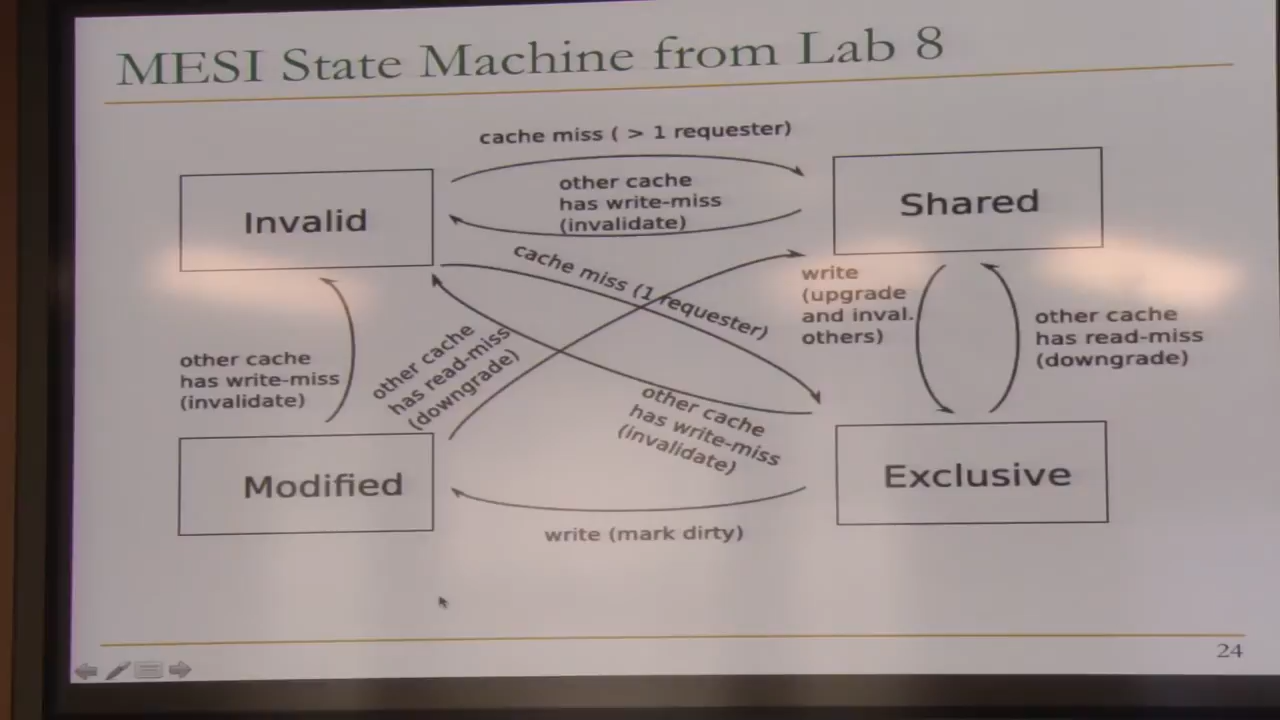 MESI State Machine from Lab 8
cache miss ( > 1 requester)
Invalid
other cache
has write-miss
(invalidate)
Shared
cache miss (1 requester)
write
(upgrade
and inval.
others)
other cache
has read-miss
(downgrade)
other cache
has write-miss
(invalidate)
other cache
has read-miss
(downgrade)
other cache
has write-miss
(invalidate)
Modified
Exclusive
write (mark dirty)
24